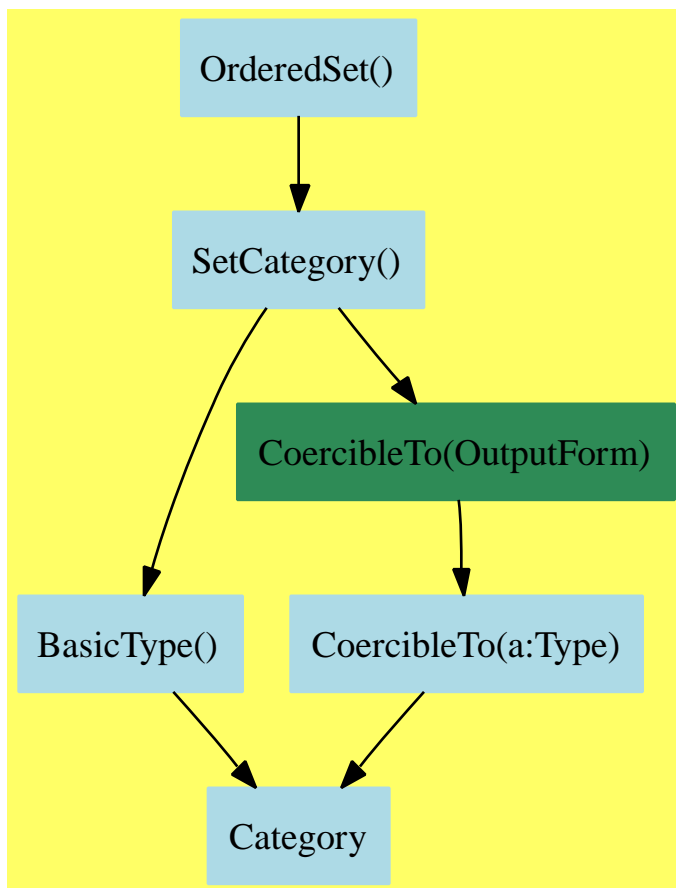 OrderedSet()
SetCategory()
CoercibleTo(OutputForm)
BasicType()
CoercibleTo(a:Type)
Category